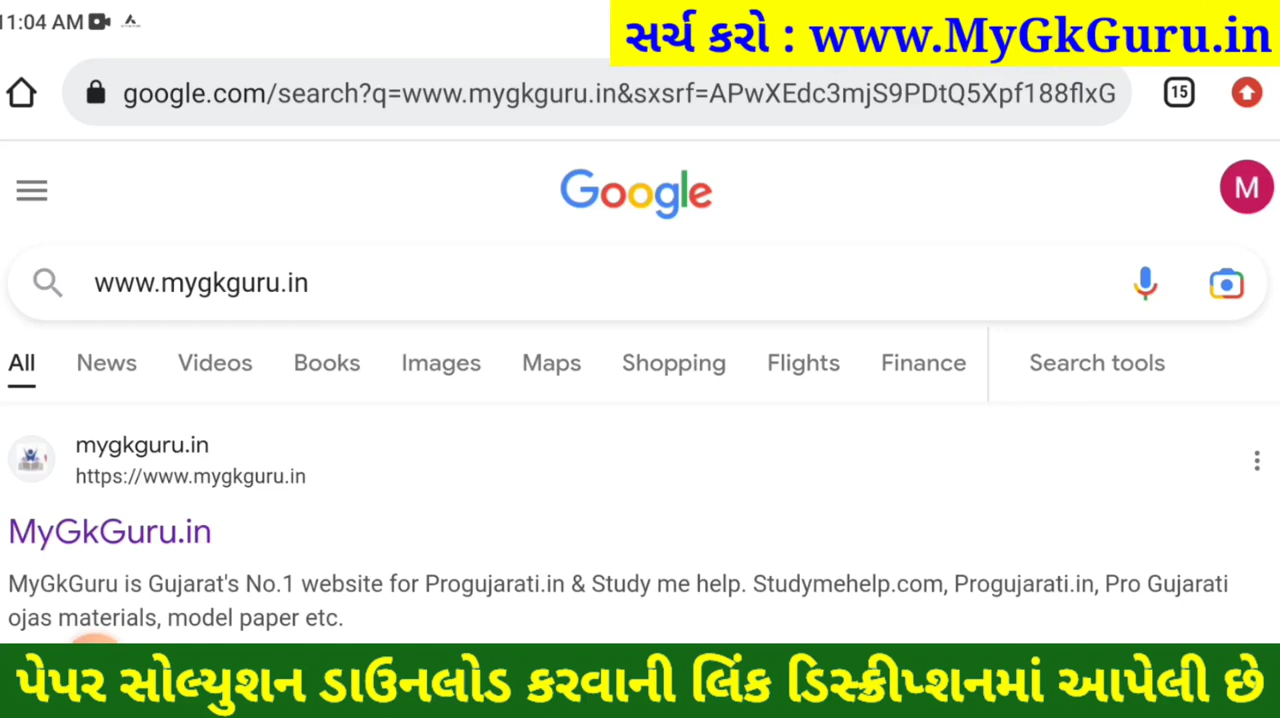 11:04 AM
સર્ચ કરો : www.MyGkGuru.in
google.com/search?q=www.mygkguru.in&sxsrf=APwXEdc3mjS9PDtQ5Xpf188flxG
15
Google
M
www.mygkguru.in
All News Videos Books Images Maps Shopping Flights Finance Search tools
mygkguru.in
https://www.mygkguru.in
MyGkGuru.in
MyGkGuru is Gujarat's No.1 website for Progujarati.in & Study me help. Studymehelp.com, Progujarati.in, Pro Gujarati
ojas materials, model paper etc.
પેપર સોલ્યુશન ડાઉનલોડ કરવાની લિંક ડિસ્ક્રીપ્શનમાં આપેલી છે